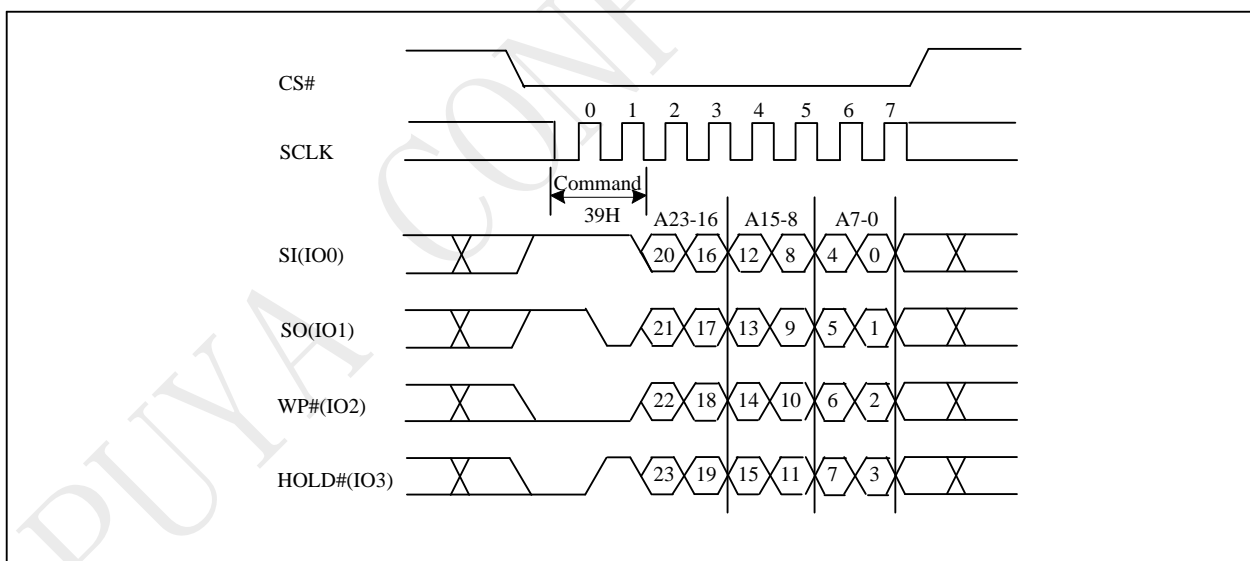 CS#
0 1 2 3 4 5 6 7
SCLK
Command
39H
A23-16 A15-8 A7-0
SI(IO0) 20 16 12 8 4 0
SO(IO1) 21 17 13 9 5 1
WP#(IO2) 22 18 14 10 6 2
HOLD#(IO3) 23 19 15 11 7 3
PUYA CONF